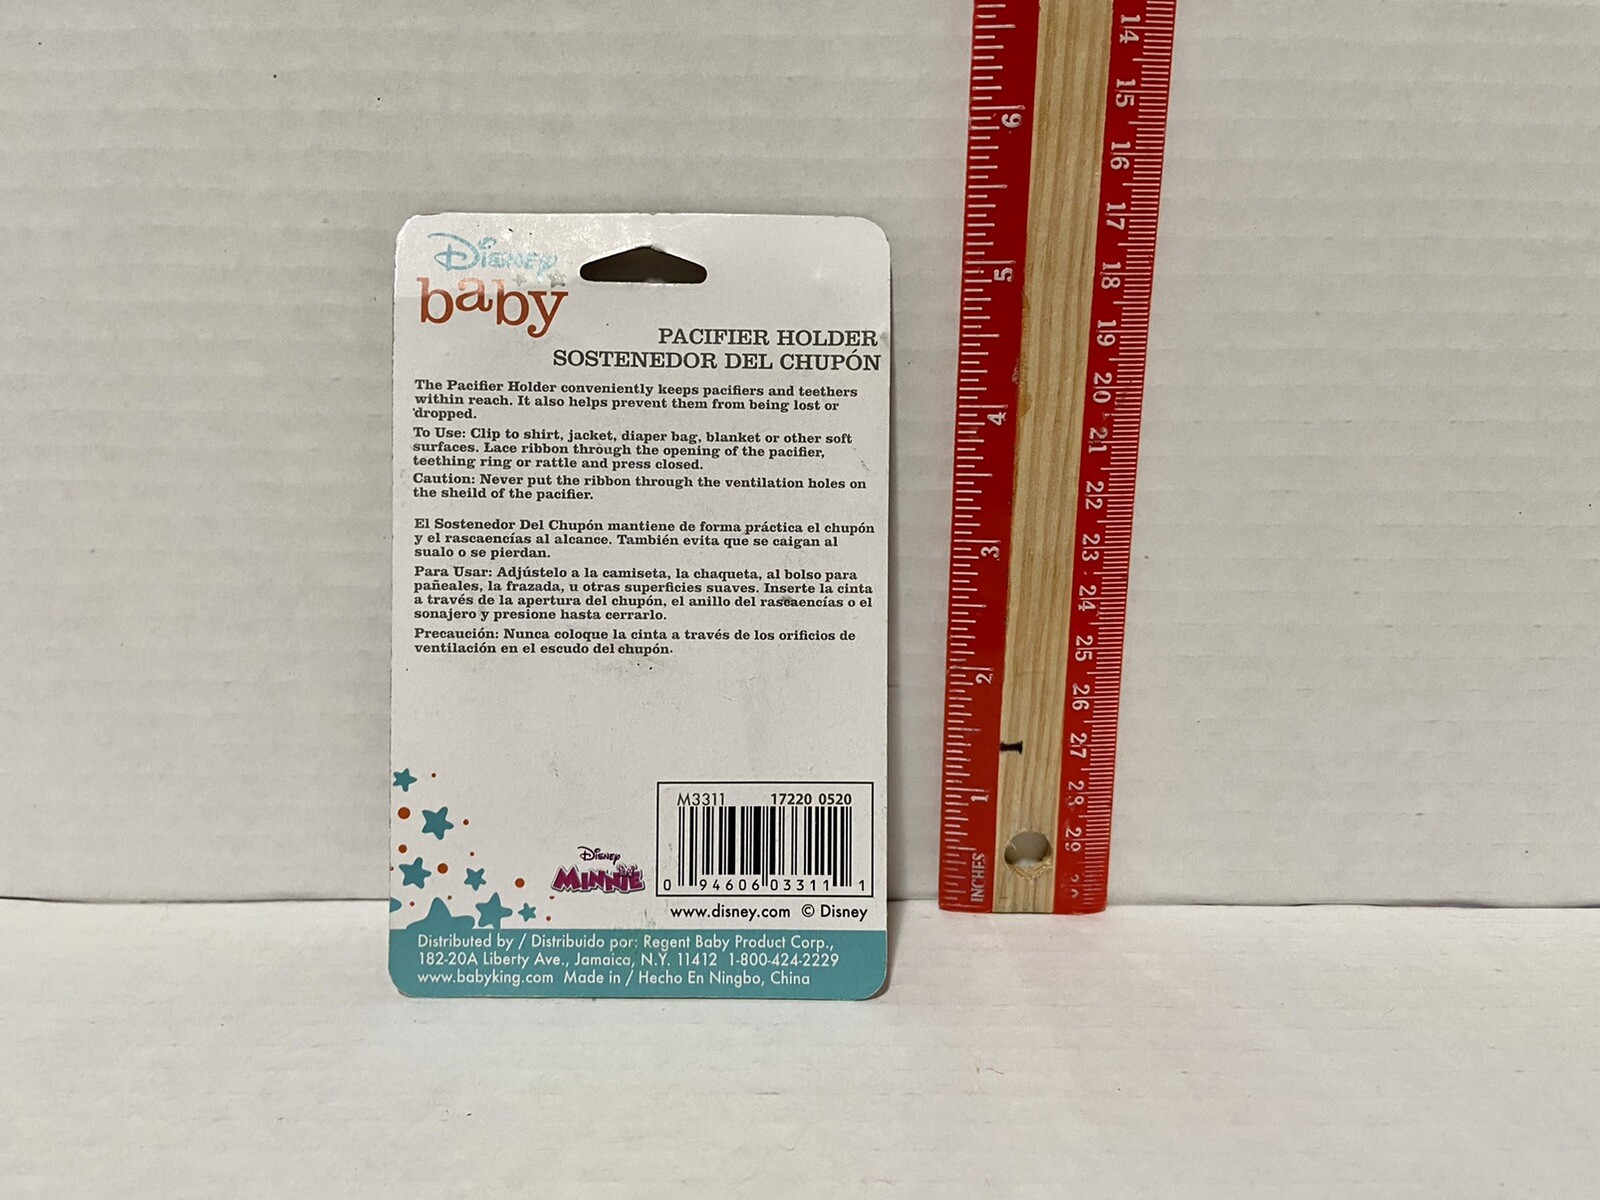 Disney
baby
PACIFIER HOLDER
SOSTENEDOR DEL CHUPÓN
The Pacifier Holder conveniently keeps pacifiers and teethers
within reach. It also helps prevent them from being lost or
dropped.
To Use: Clip to shirt, jacket, diaper bag, blanket or other soft
surfaces. Lace ribbon through the opening of the pacifier,
teething ring or rattle and press closed.
Caution: Never put the ribbon through the ventilation holes on
the sheild of the pacifier.
El Sostenedor Del Chupón mantiene de forma práctica el chupón
y el rascaencías al alcance. También evita que se caigan al
sualo o se pierdan.
Para Usar: Adjústelo a la camiseta, la chaqueta, al bolso para
pañeales, la frazada, u otras superficies suaves. Inserte la cinta
a través de la apertura del chupón, el anillo del rascaencías o el
sonajero y presione hasta cerrarlo.
Precaución: Nunca coloque la cinta a través de los orificios de
ventilación en el escudo del chupón.
M3311 17220 0520
0 94606 03311 1
Disney
MINNIE
www.disney.com © Disney
Distributed by / Distribuido por: Regent Baby Product Corp.,
182-20A Liberty Ave., Jamaica, N.Y. 11412 1-800-424-2229
www.babyking.com Made in / Hecho En Ningbo, China
6
5
4
3
2
1
INCHES
I
14
15
16
17
18
19
20
21
22
23
24
25
26
27
28
29